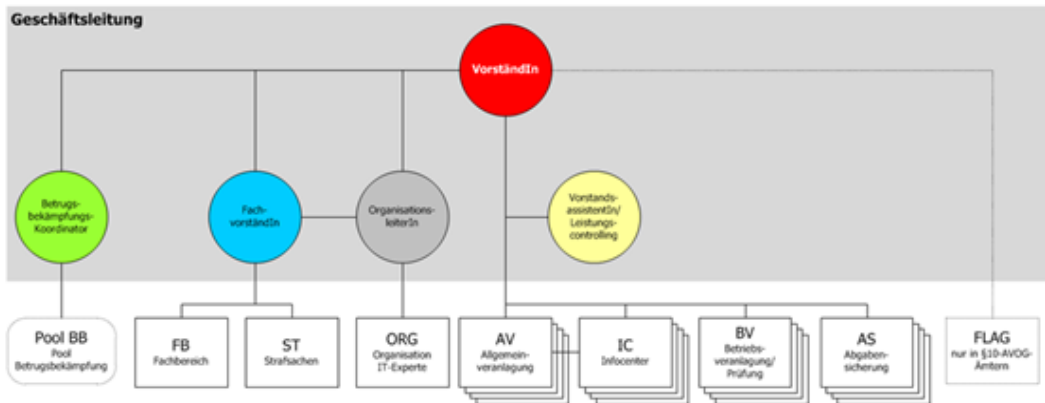 Geschäftsleitung
VorständIn
Betrugs-
bekämpfungs-
Koordinator
Fach-
vorständIn
Organisations-
leiterIn
Vorstands-
assistentIn/
Leistungs-
controlling
Pool BB
Pool
Betrugsbekämpfung
FB
Fachbereich
ST
Strafsachen
ORG
Organisation
IT-Experte
AV
Allgemein-
veranlagung
IC
Infocenter
BV
Betriebs-
veranlagung/
Prüfung
AS
Abgaben-
sicherung
FLAG
nur in §10-AVOG-
Ämtern